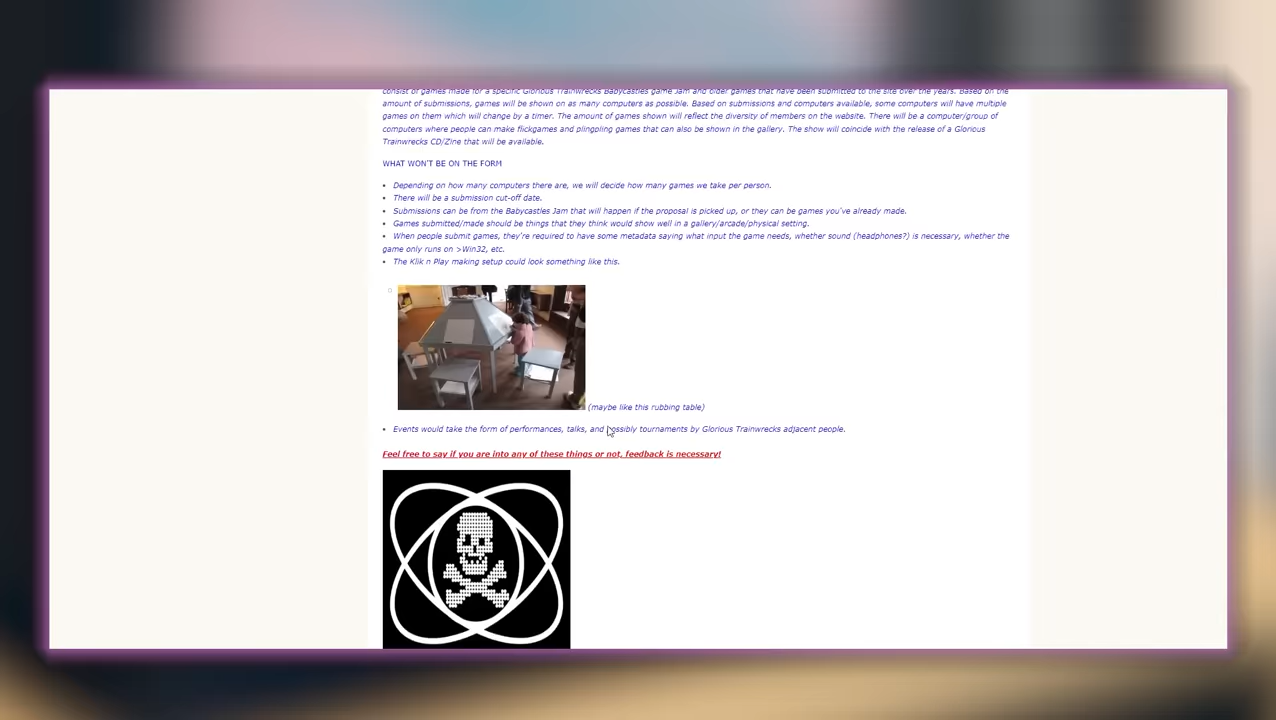 consist of games made for a specific Glorious Trainwrecks Babycastles game Jam and older games that have been submitted to the site over the years. Based on the
amount of submissions, games will be shown on as many computers as possible. Based on submissions and computers available, some computers will have multiple
games on them which will change by a timer. The amount of games shown will reflect the diversity of members on the website. There will be a computer/group of
computers where people can make flickgames and plingpling games that can also be shown in the gallery. The show will coincide with the release of a Glorious
Trainwrecks CD/Zine that will be available.
WHAT WON'T BE ON THE FORM
Depending on how many computers there are, we will decide how many games we take per person.
There will be a submission cut-off date.
Submissions can be from the Babycastles Jam that will happen if the proposal is picked up, or they can be games you've already made.
Games submitted/made should be things that they think would show well in a gallery/arcade/physical setting.
When people submit games, they're required to have some metadata saying what input the game needs, whether sound (headphones?) is necessary, whether the
game only runs on >Win32, etc.
The Klik n Play making setup could look something like this.
(maybe like this rubbing table)
Events would take the form of performances, talks, and possibly tournaments by Glorious Trainwrecks adjacent people.
Feel free to say if you are into any of these things or not, feedback is necessary!